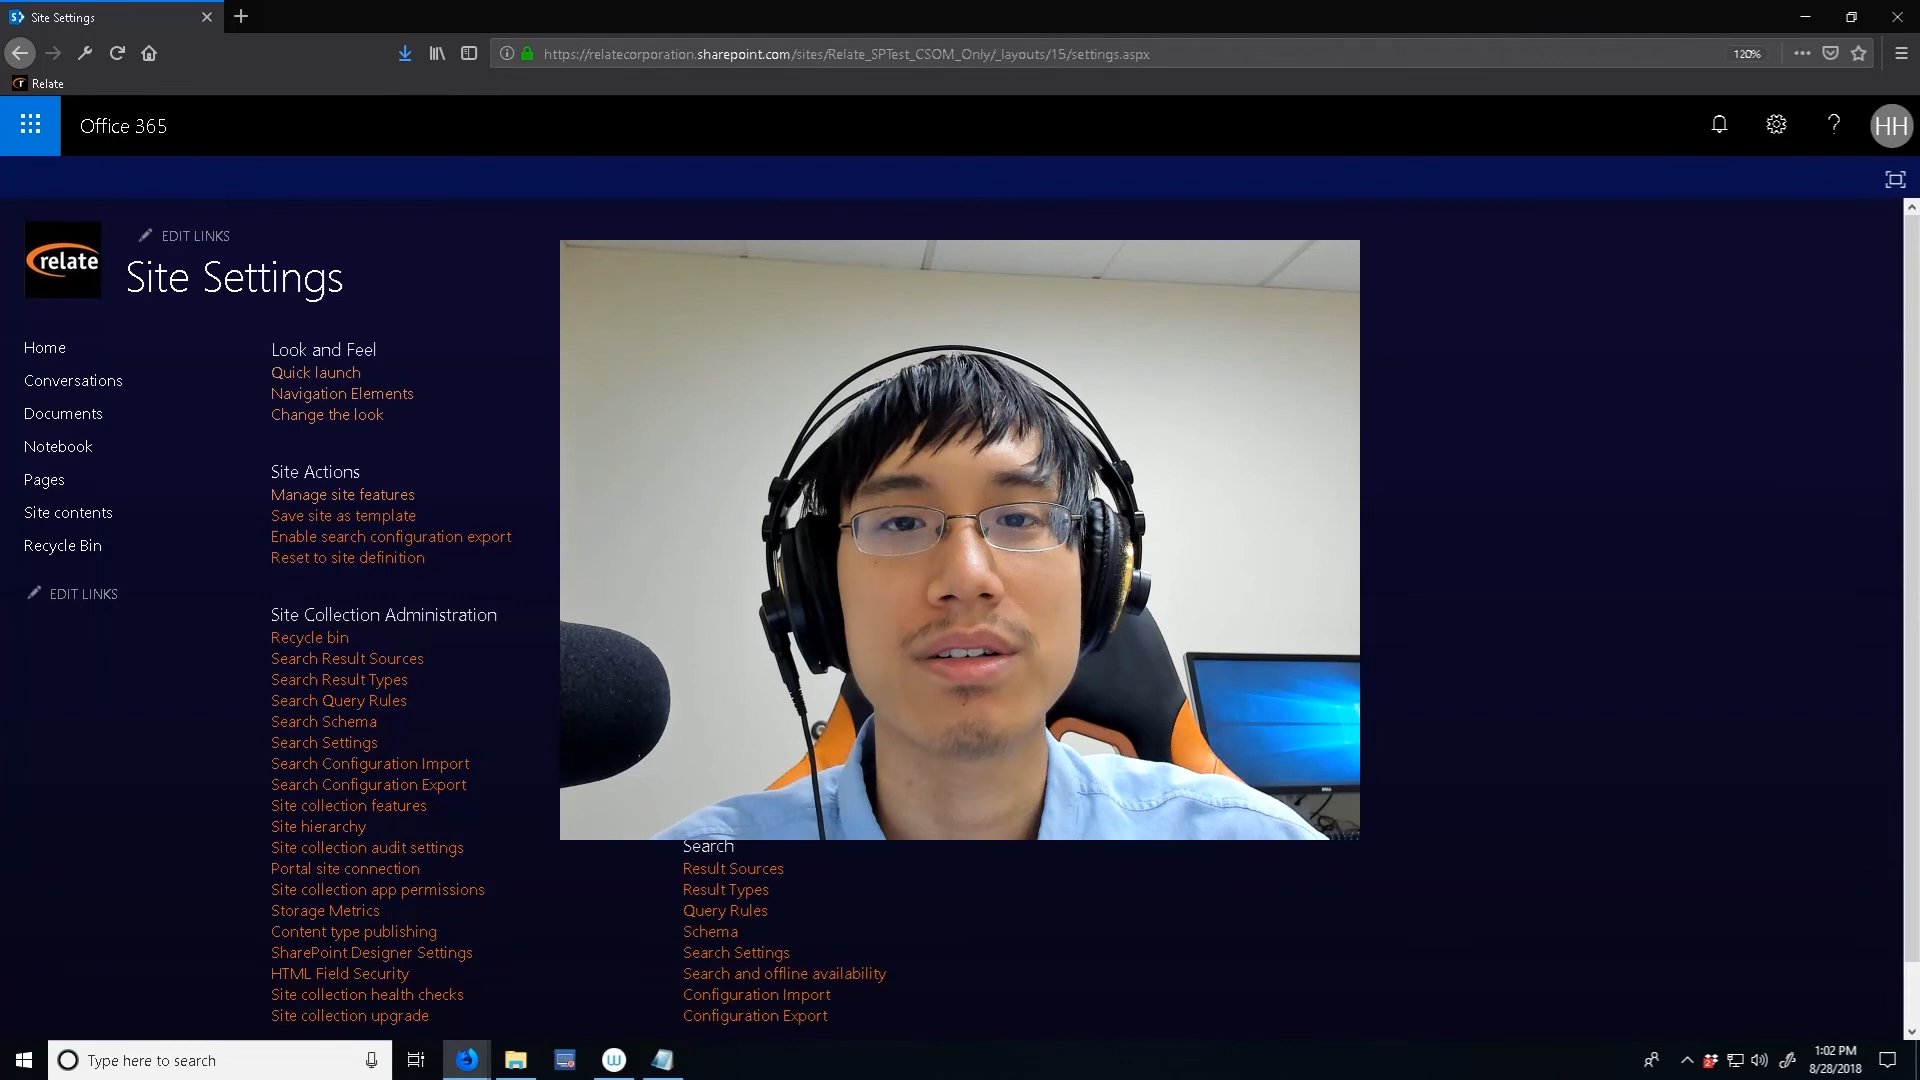 Site Settings
https://relatecorporation.sharepoint.com/sites/Relate_SPTest_CSOM_Only/_layouts/15/settings.aspx
120%
Relate
Office 365
HH
relate
EDIT LINKS
Site Settings
Home
Conversations
Documents
Notebook
Pages
Site contents
Recycle Bin
EDIT LINKS
Look and Feel
Quick launch
Navigation Elements
Change the look
Site Actions
Manage site features
Save site as template
Enable search configuration export
Reset to site definition
Site Collection Administration
Recycle bin
Search Result Sources
Search Result Types
Search Query Rules
Search Schema
Search Settings
Search Configuration Import
Search Configuration Export
Site collection features
Site hierarchy
Site collection audit settings
Portal site connection
Site collection app permissions
Storage Metrics
Content type publishing
SharePoint Designer Settings
HTML Field Security
Site collection health checks
Site collection upgrade
Search
Result Sources
Result Types
Query Rules
Schema
Search Settings
Search and offline availability
Configuration Import
Configuration Export
Type here to search
1:02 PM
8/28/2018